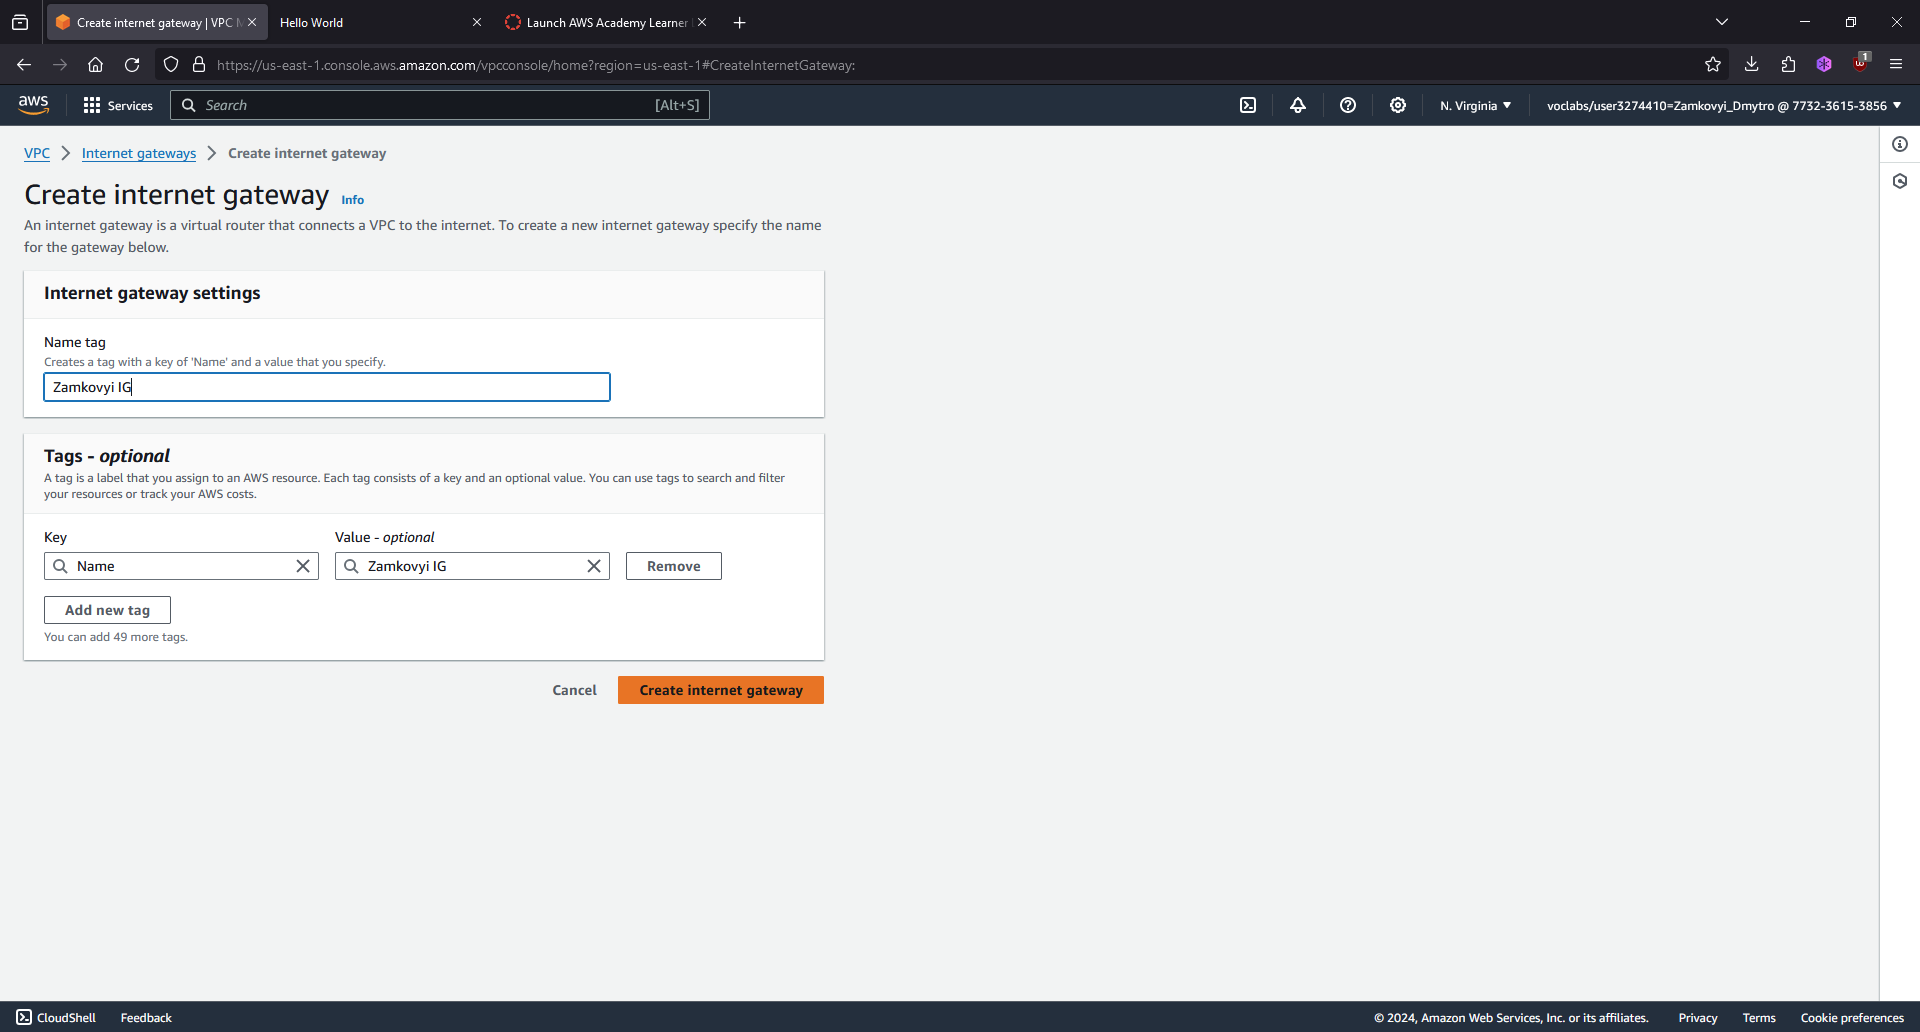 Create internet gateway | VPC M
Hello World
Launch AWS Academy Learner
https://us-east-1.console.aws.amazon.com/vpcconsole/home?region=us-east-1#CreateInternetGateway:
1
aws
Services
Search
[Alt+S]
N. Virginia
voclabs/user3274410=Zamkovyi_Dmytro @ 7732-3615-3856
VPC
Internet gateways
Create internet gateway
Create internet gateway Info
An internet gateway is a virtual router that connects a VPC to the internet. To create a new internet gateway specify the name
for the gateway below.
Internet gateway settings
Name tag
Creates a tag with a key of 'Name' and a value that you specify.
Zamkovyi IG
Tags - optional
A tag is a label that you assign to an AWS resource. Each tag consists of a key and an optional value. You can use tags to search and filter
your resources or track your AWS costs.
Key
Value - optional
Name
Zamkovyi IG
Remove
Add new tag
You can add 49 more tags.
Cancel
Create internet gateway
CloudShell
Feedback
© 2024, Amazon Web Services, Inc. or its affiliates.
Privacy
Terms
Cookie preferences